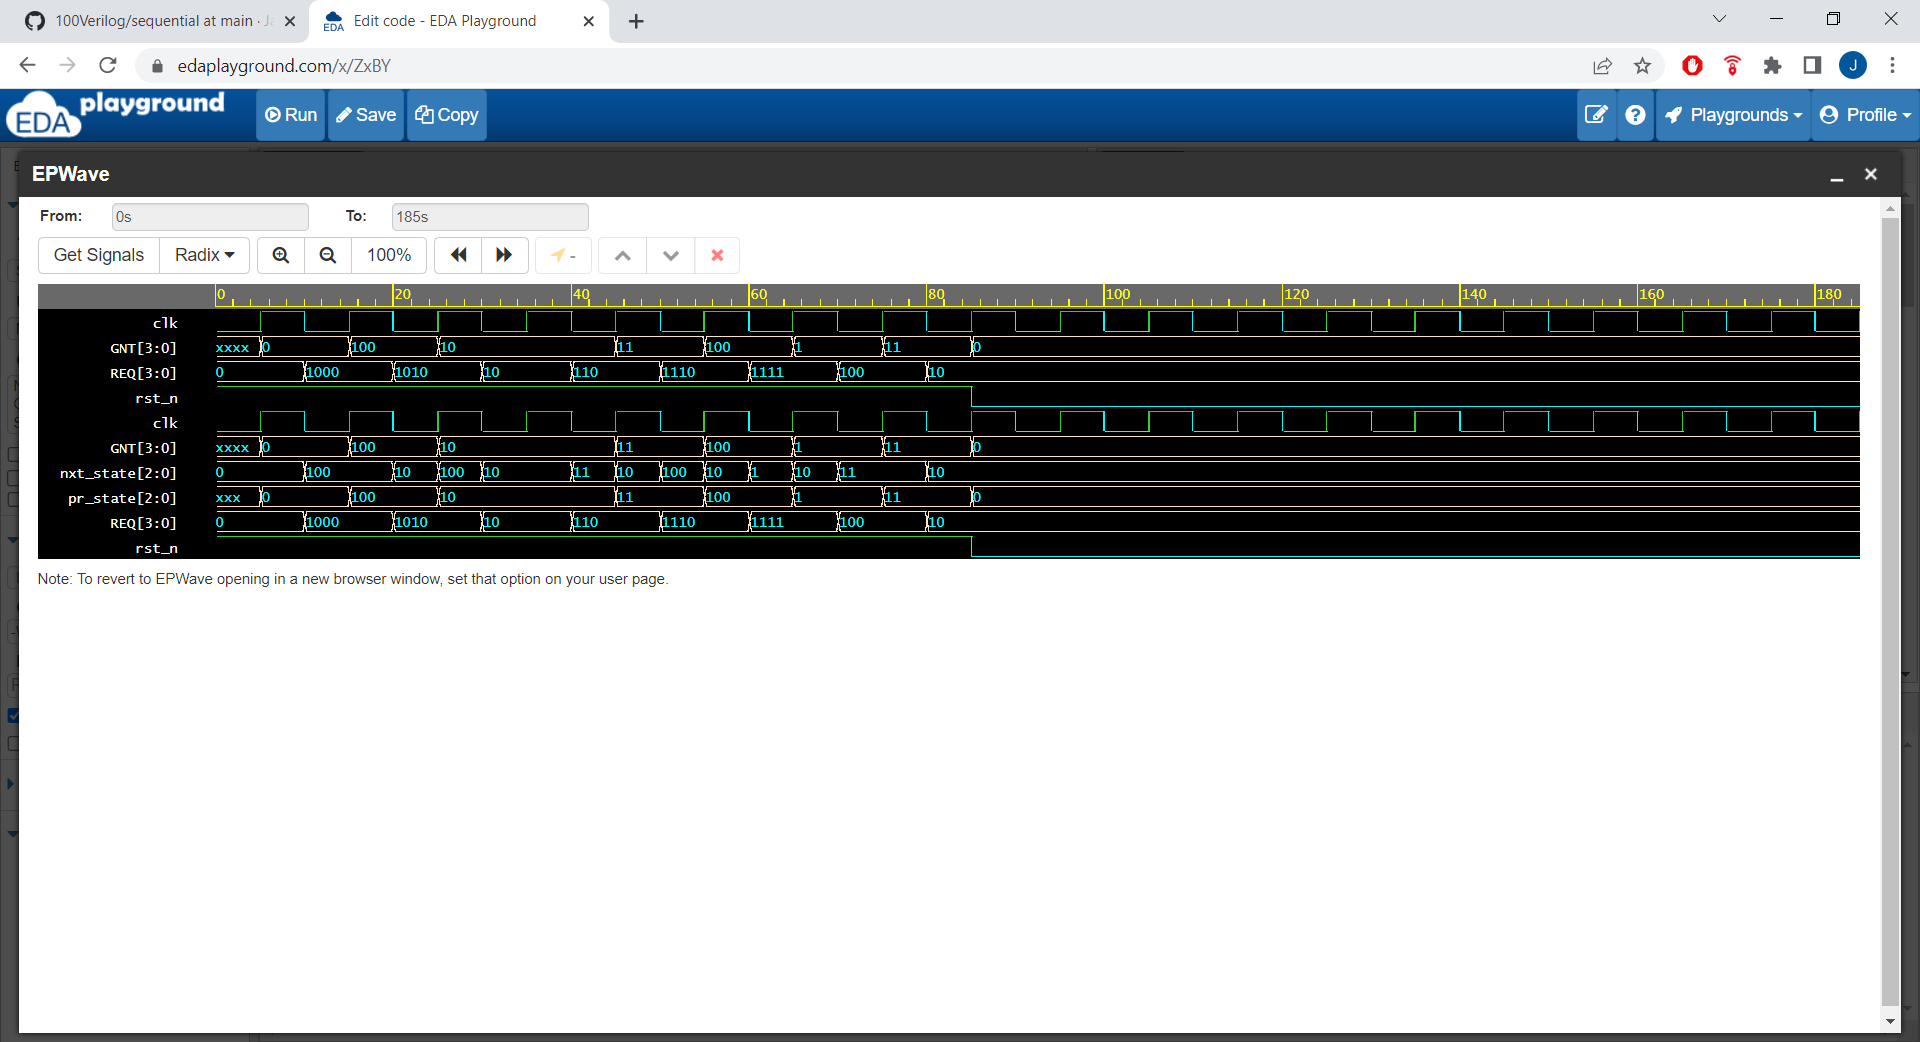 100Verilog/sequential at main · Ja
Edit code - EDA Playground
edaplayground.com/x/ZxBY
J
EDA playground
Run
Save
Copy
Playgrounds
Profile
EPWave
From:
0s
To:
185s
Get Signals
Radix
100%
-
0 20 40 60 80 100 120 140 160 180
clk
GNT[3:0] xxxx 0 100 10 11 100 1 11 0
REQ[3:0] 0 1000 1010 10 110 1110 1111 100 10
rst_n
clk
GNT[3:0] xxxx 0 100 10 11 100 1 11 0
nxt_state[2:0] 0 100 10 100 10 11 10 100 10 1 10 11 10
pr_state[2:0] xxx 0 100 10 11 100 1 11 0
REQ[3:0] 0 1000 1010 10 110 1110 1111 100 10
rst_n
Note: To revert to EPWave opening in a new browser window, set that option on your user page.